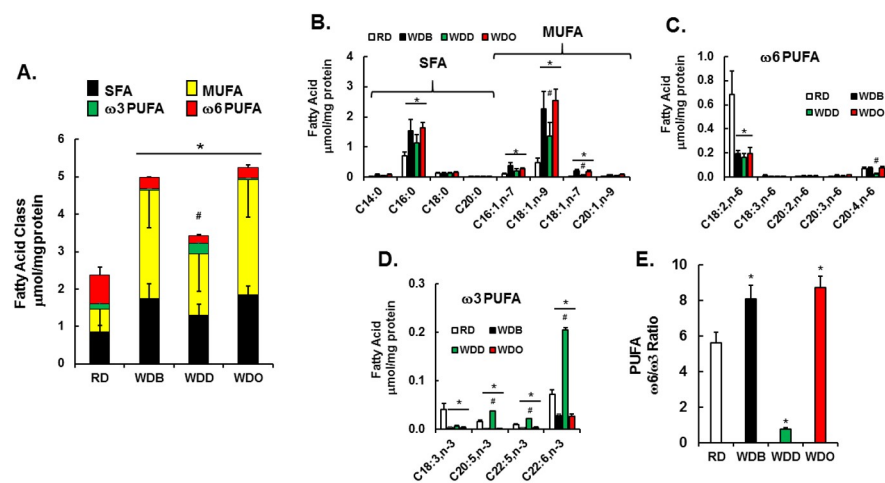 A.
SFA MUFA
ω3 PUFA ω6 PUFA
*
#
Fatty Acid Class
μmol/mgprotein
6
5
4
3
2
1
0
RD WDB WDD WDO
B.
RD WDB WDD WDO
MUFA
SFA
Fatty Acid
μmol/mg protein
4
3
2
1
0
*
*
*
#
*
#
C14:0
C16:0
C18:0
C20:0
C16:1,n-7
C18:1,n-9
C18:1,n-7
C20:1,n-9
C.
ω6 PUFA
RD WDB
WDD WDO
Fatty Acid
μmol/mg protein
1.0
0.8
0.6
0.4
0.2
0.0
*
#
C18:2,n-6
C18:3,n-6
C20:2,n-6
C20:3,n-6
C20:4,n-6
D.
ω3 PUFA
RD WDB
WDD WDO
Fatty Acid
μmol/mg protein
0.3
0.2
0.1
0.0
*
*
#
*
#
*
#
C18:3,n-3
C20:5,n-3
C22:5,n-3
C22:6,n-3
E.
PUFA
ω6/ω3 Ratio
10
8
6
4
2
0
*
*
*
RD WDB WDD WDO